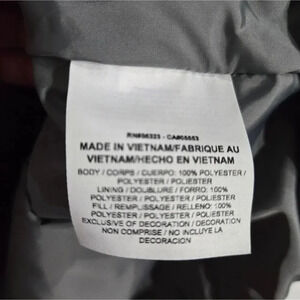 RN#56323 - CA#05553
MADE IN VIETNAM/FABRIQUE AU
VIETNAM/HECHO EN VIETNAM
BODY / CORPS / CUERPO: 100% POLYESTER /
POLYESTER / POLIESTER
LINING / DOUBLURE / FORRO: 100%
POLYESTER / POLYESTER / POLIESTER
FILL / REMPLISSAGE / RELLENO: 100%
POLYESTER / POLYESTER / POLIESTER
EXCLUSIVE OF DECORATION / DECORATION
NON COMPRISE / NO INCLUYE LA
DECORACION